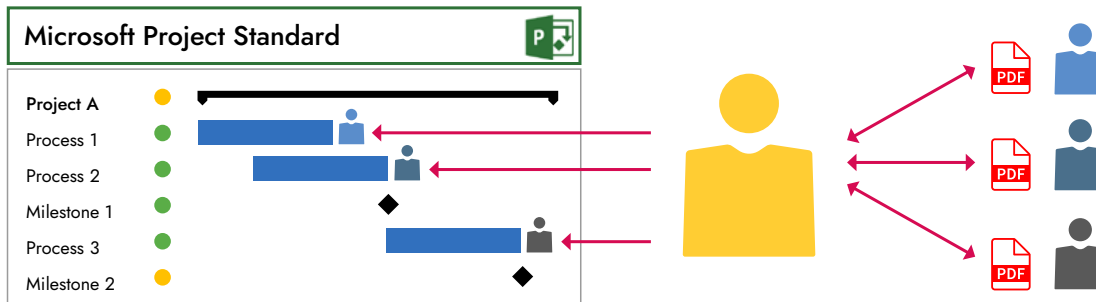 Microsoft Project Standard
P
Project A
Process 1
Process 2
Milestone 1
Process 3
Milestone 2
PDF
PDF
PDF